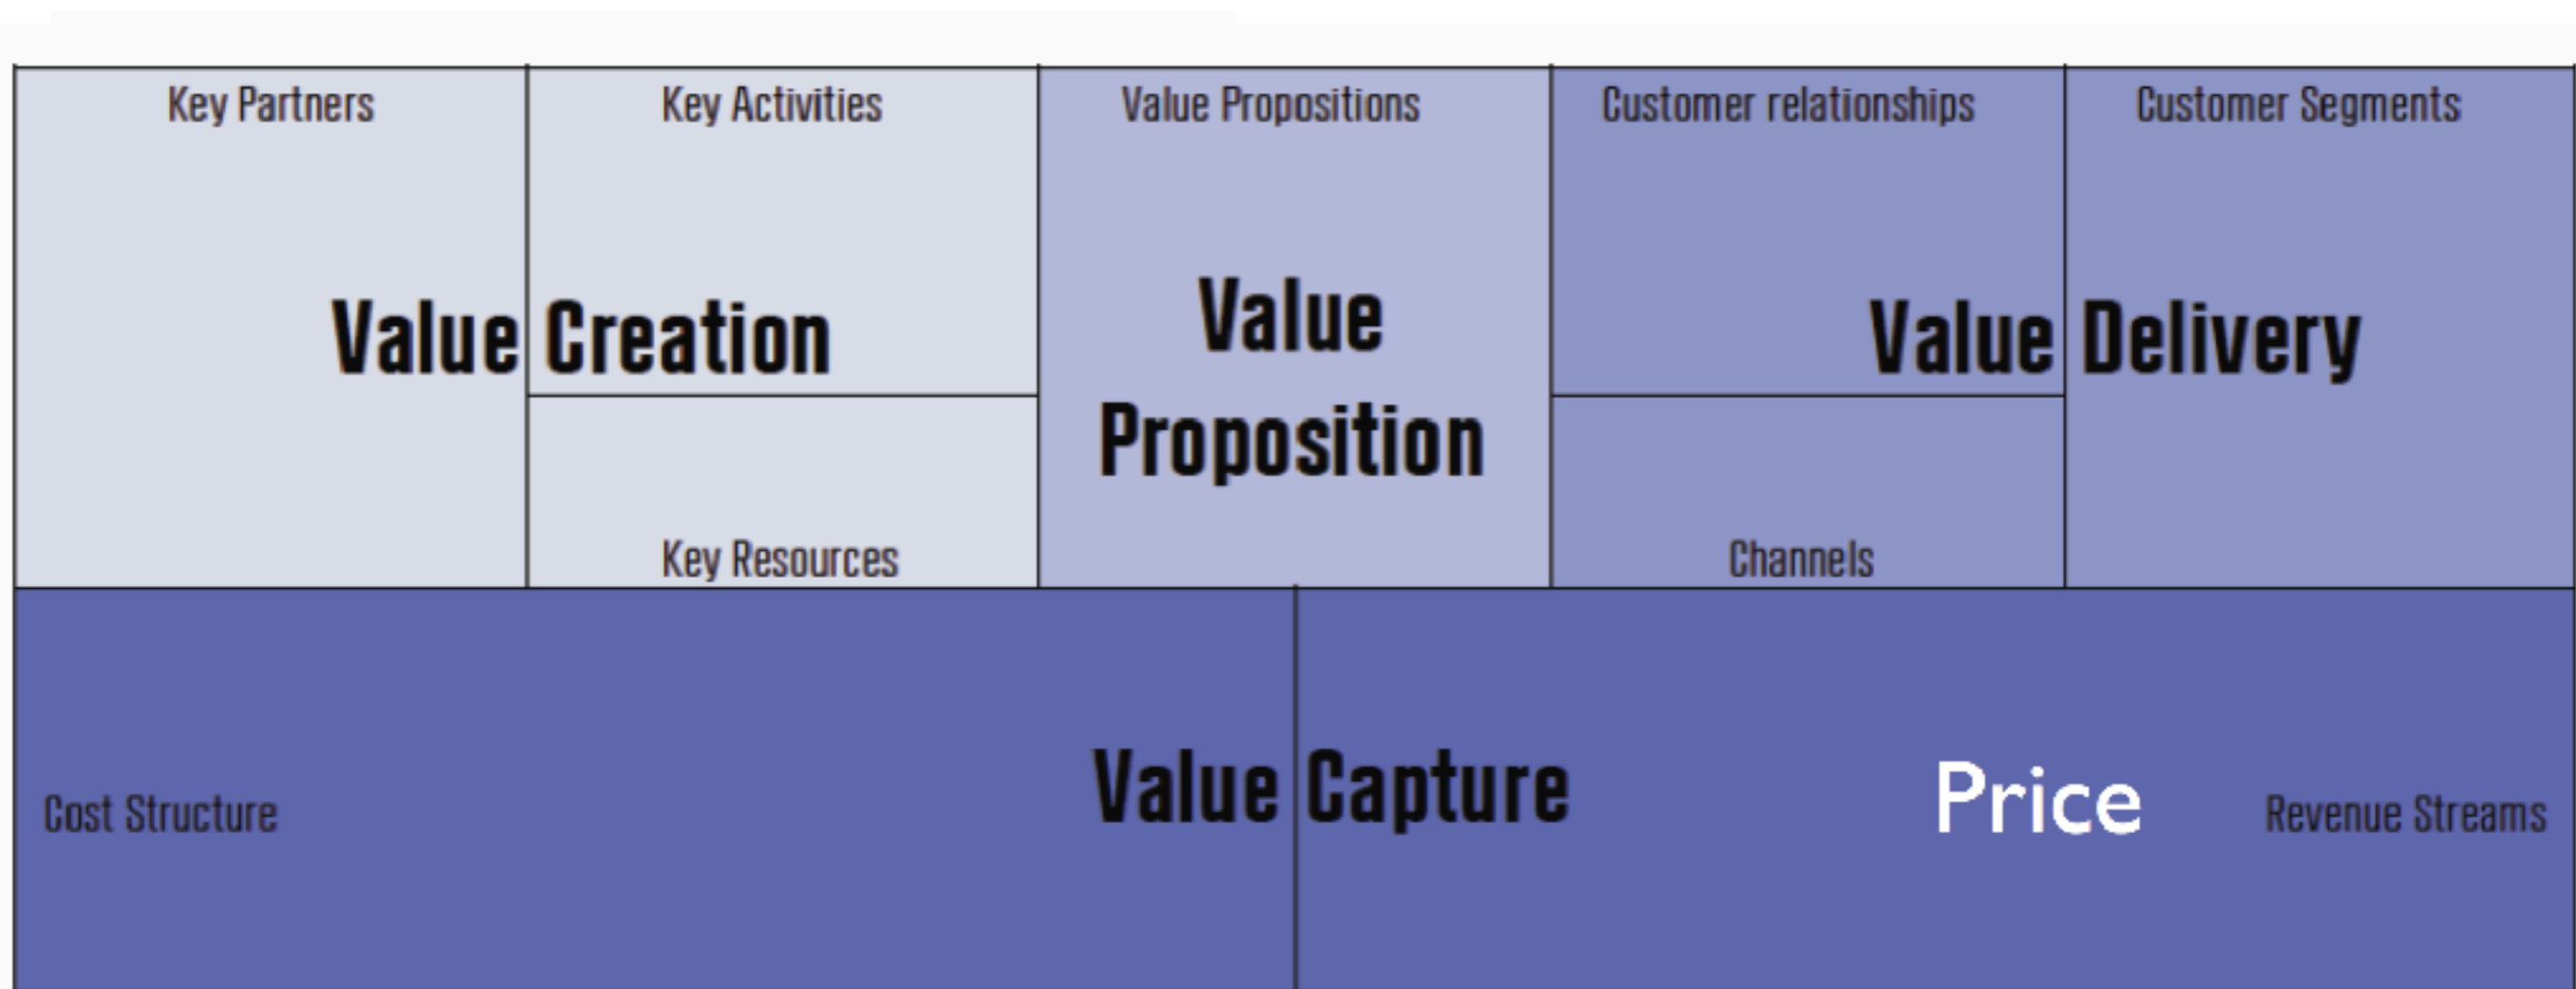 Key Partners
Key Activities
Value Propositions
Customer relationships
Customer Segments
Value Creation
Value
Proposition
Value Delivery
Key Resources
Channels
Cost Structure
Value Capture
Price
Revenue Streams